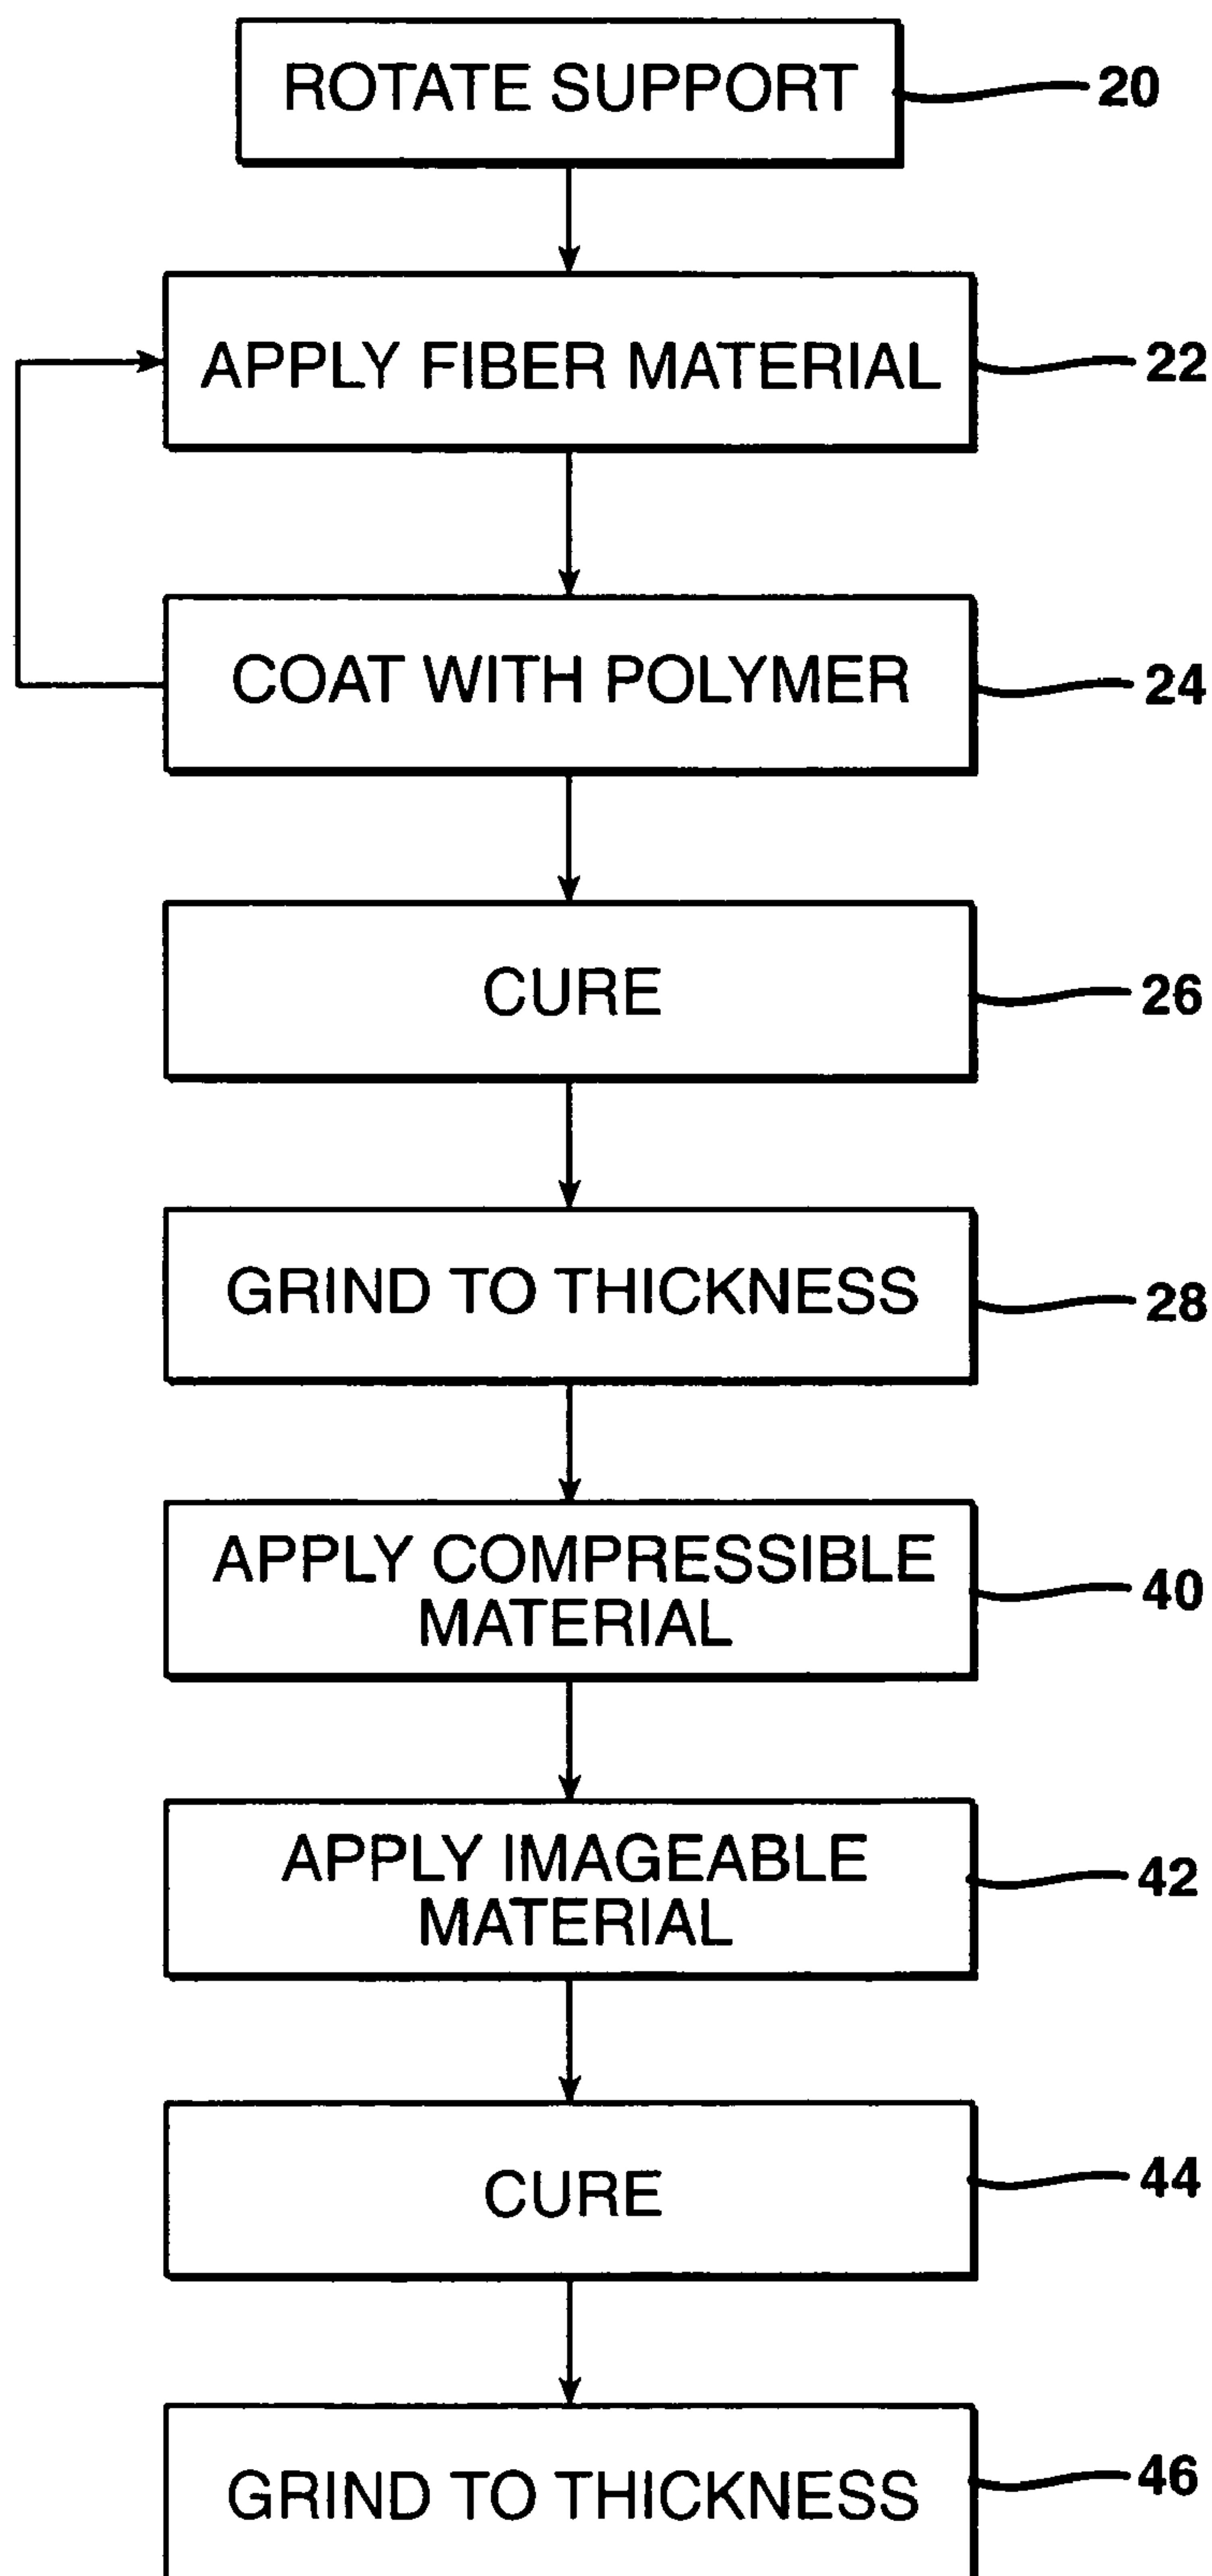 ROTATE SUPPORT
20
APPLY FIBER MATERIAL
22
COAT WITH POLYMER
24
CURE
26
GRIND TO THICKNESS
28
APPLY COMPRESSIBLE
MATERIAL
40
APPLY IMAGEABLE
MATERIAL
42
CURE
44
GRIND TO THICKNESS
46